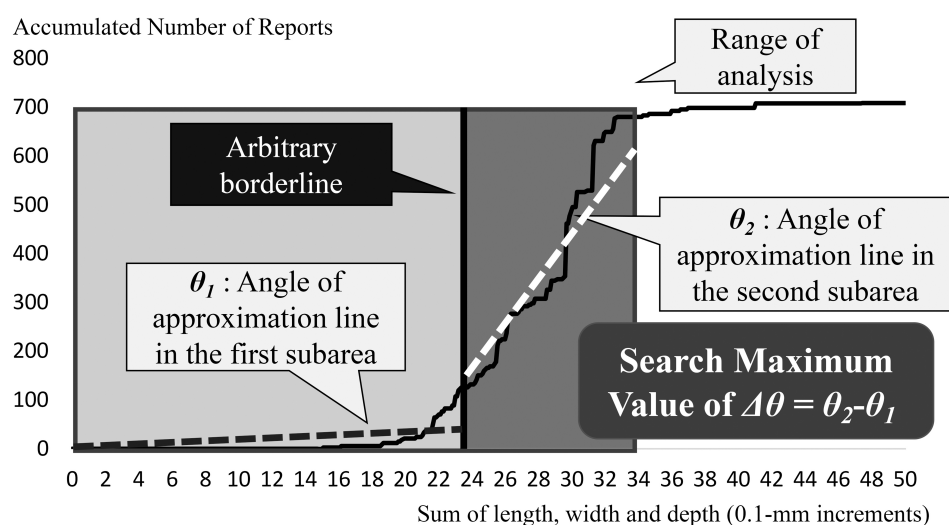 Accumulated Number of Reports
800
700
600
500
400
300
200
100
0
Range of
analysis
Arbitrary
borderline
θ2 : Angle of
approximation line in
the second subarea
θ1 : Angle of
approximation line
in the first subarea
Search Maximum
Value of Δθ = θ2-θ1
0 2 4 6 8 10 12 14 16 18 20 22 24 26 28 30 32 34 36 38 40 42 44 46 48 50
Sum of length, width and depth (0.1-mm increments)